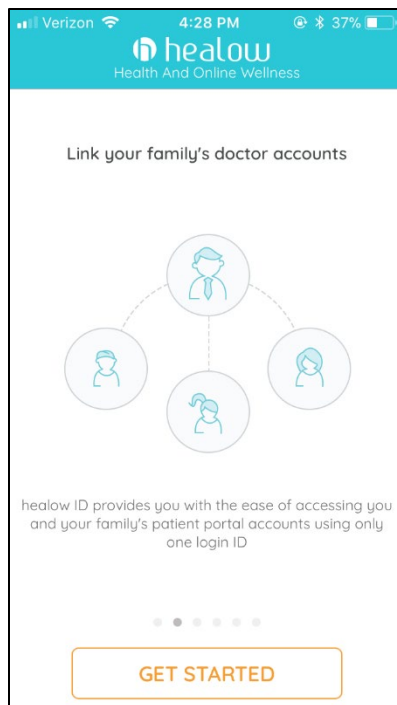 Verizon 4:28 PM 37%
healow
Health And Online Wellness
Link your family's doctor accounts
healow ID provides you with the ease of accessing you
and your family's patient portal accounts using only
one login ID
GET STARTED